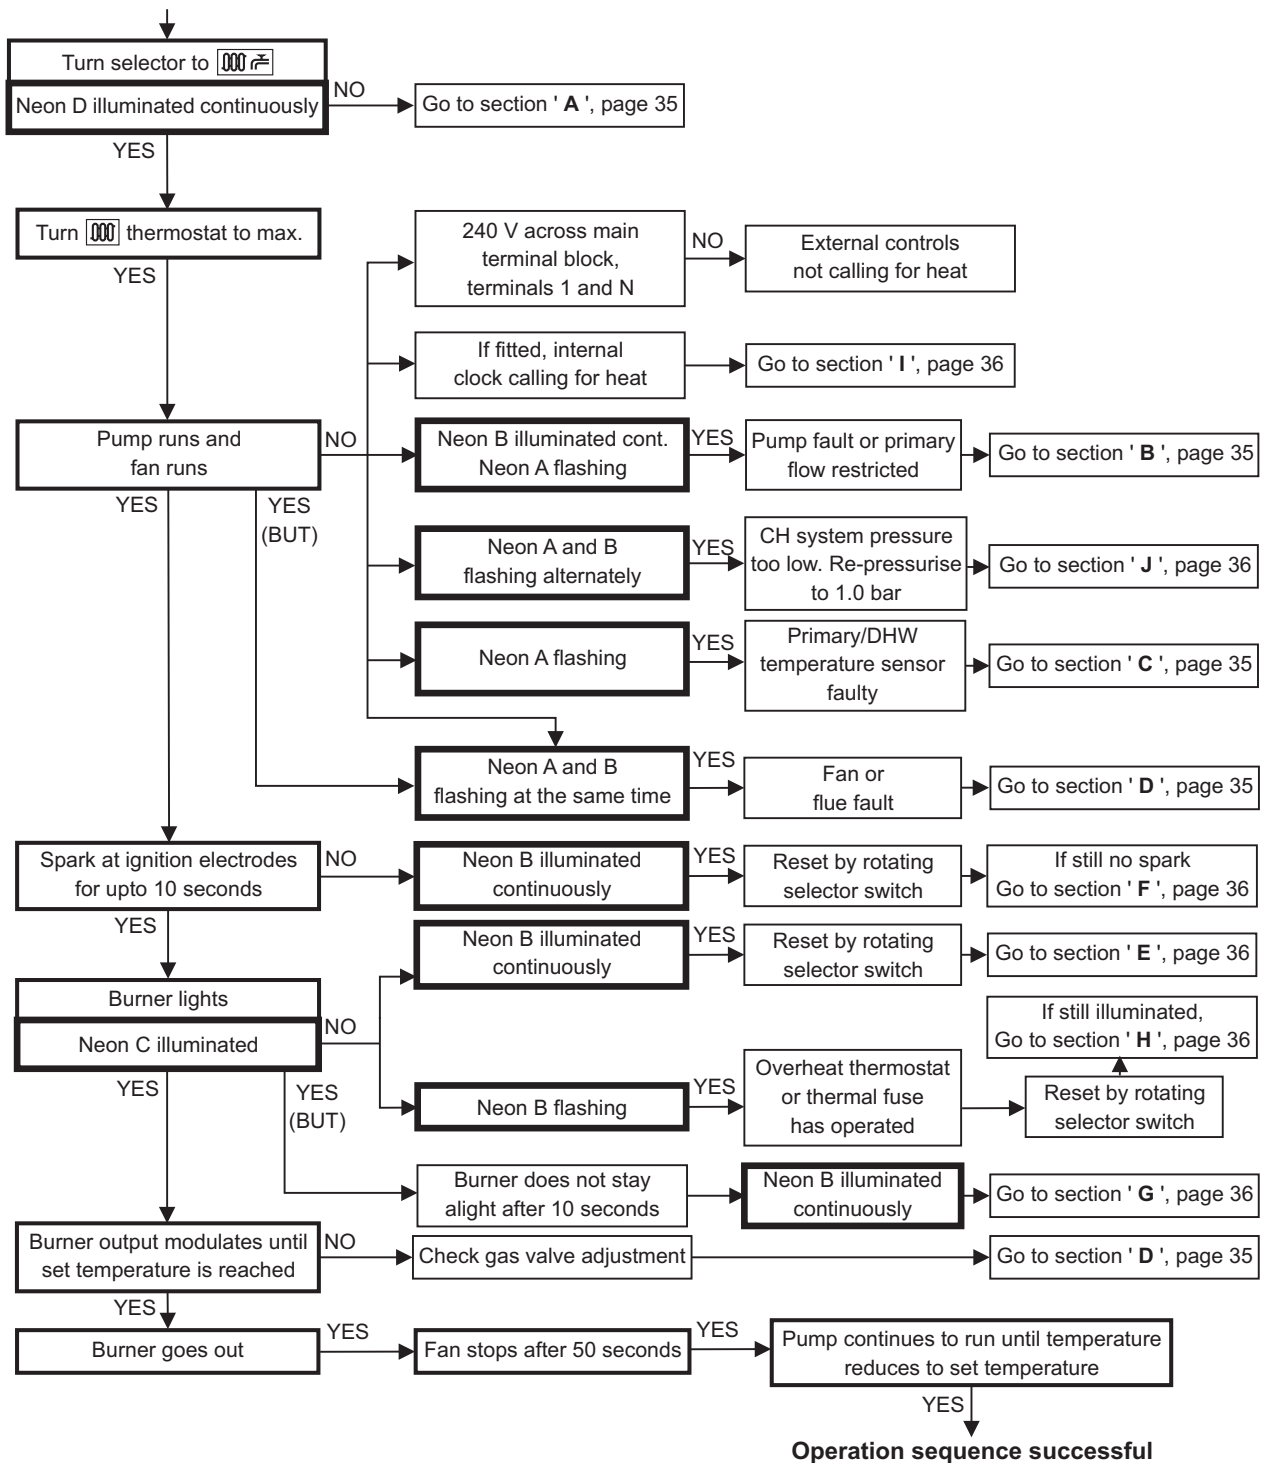 Turn selector to
Neon D illuminated continuously
NO
Go to section ' A ', page 35
YES
Turn thermostat to max.
YES
240 V across main
terminal block,
terminals 1 and N
NO
External controls
not calling for heat
If fitted, internal
clock calling for heat
Go to section ' I ', page 36
Pump runs and
fan runs
NO
Neon B illuminated cont.
Neon A flashing
YES
Pump fault or primary
flow restricted
Go to section ' B ', page 35
YES
YES
(BUT)
Neon A and B
flashing alternately
YES
CH system pressure
too low. Re-pressurise
to 1.0 bar
Go to section ' J ', page 36
Neon A flashing
YES
Primary/DHW
temperature sensor
faulty
Go to section ' C ', page 35
Neon A and B
flashing at the same time
YES
Fan or
flue fault
Go to section ' D ', page 35
Spark at ignition electrodes
for upto 10 seconds
NO
Neon B illuminated
continuously
YES
Reset by rotating
selector switch
If still no spark
Go to section ' F ', page 36
YES
Neon B illuminated
continuously
YES
Reset by rotating
selector switch
Go to section ' E ', page 36
Burner lights
Neon C illuminated
NO
If still illuminated,
Go to section ' H ', page 36
YES
YES
(BUT)
Neon B flashing
YES
Overheat thermostat
or thermal fuse
has operated
Reset by rotating
selector switch
Burner does not stay
alight after 10 seconds
Neon B illuminated
continuously
Go to section ' G ', page 36
Burner output modulates until
set temperature is reached
NO
Check gas valve adjustment
Go to section ' D ', page 35
YES
Burner goes out
YES
Fan stops after 50 seconds
YES
Pump continues to run until temperature
reduces to set temperature
YES
Operation sequence successful